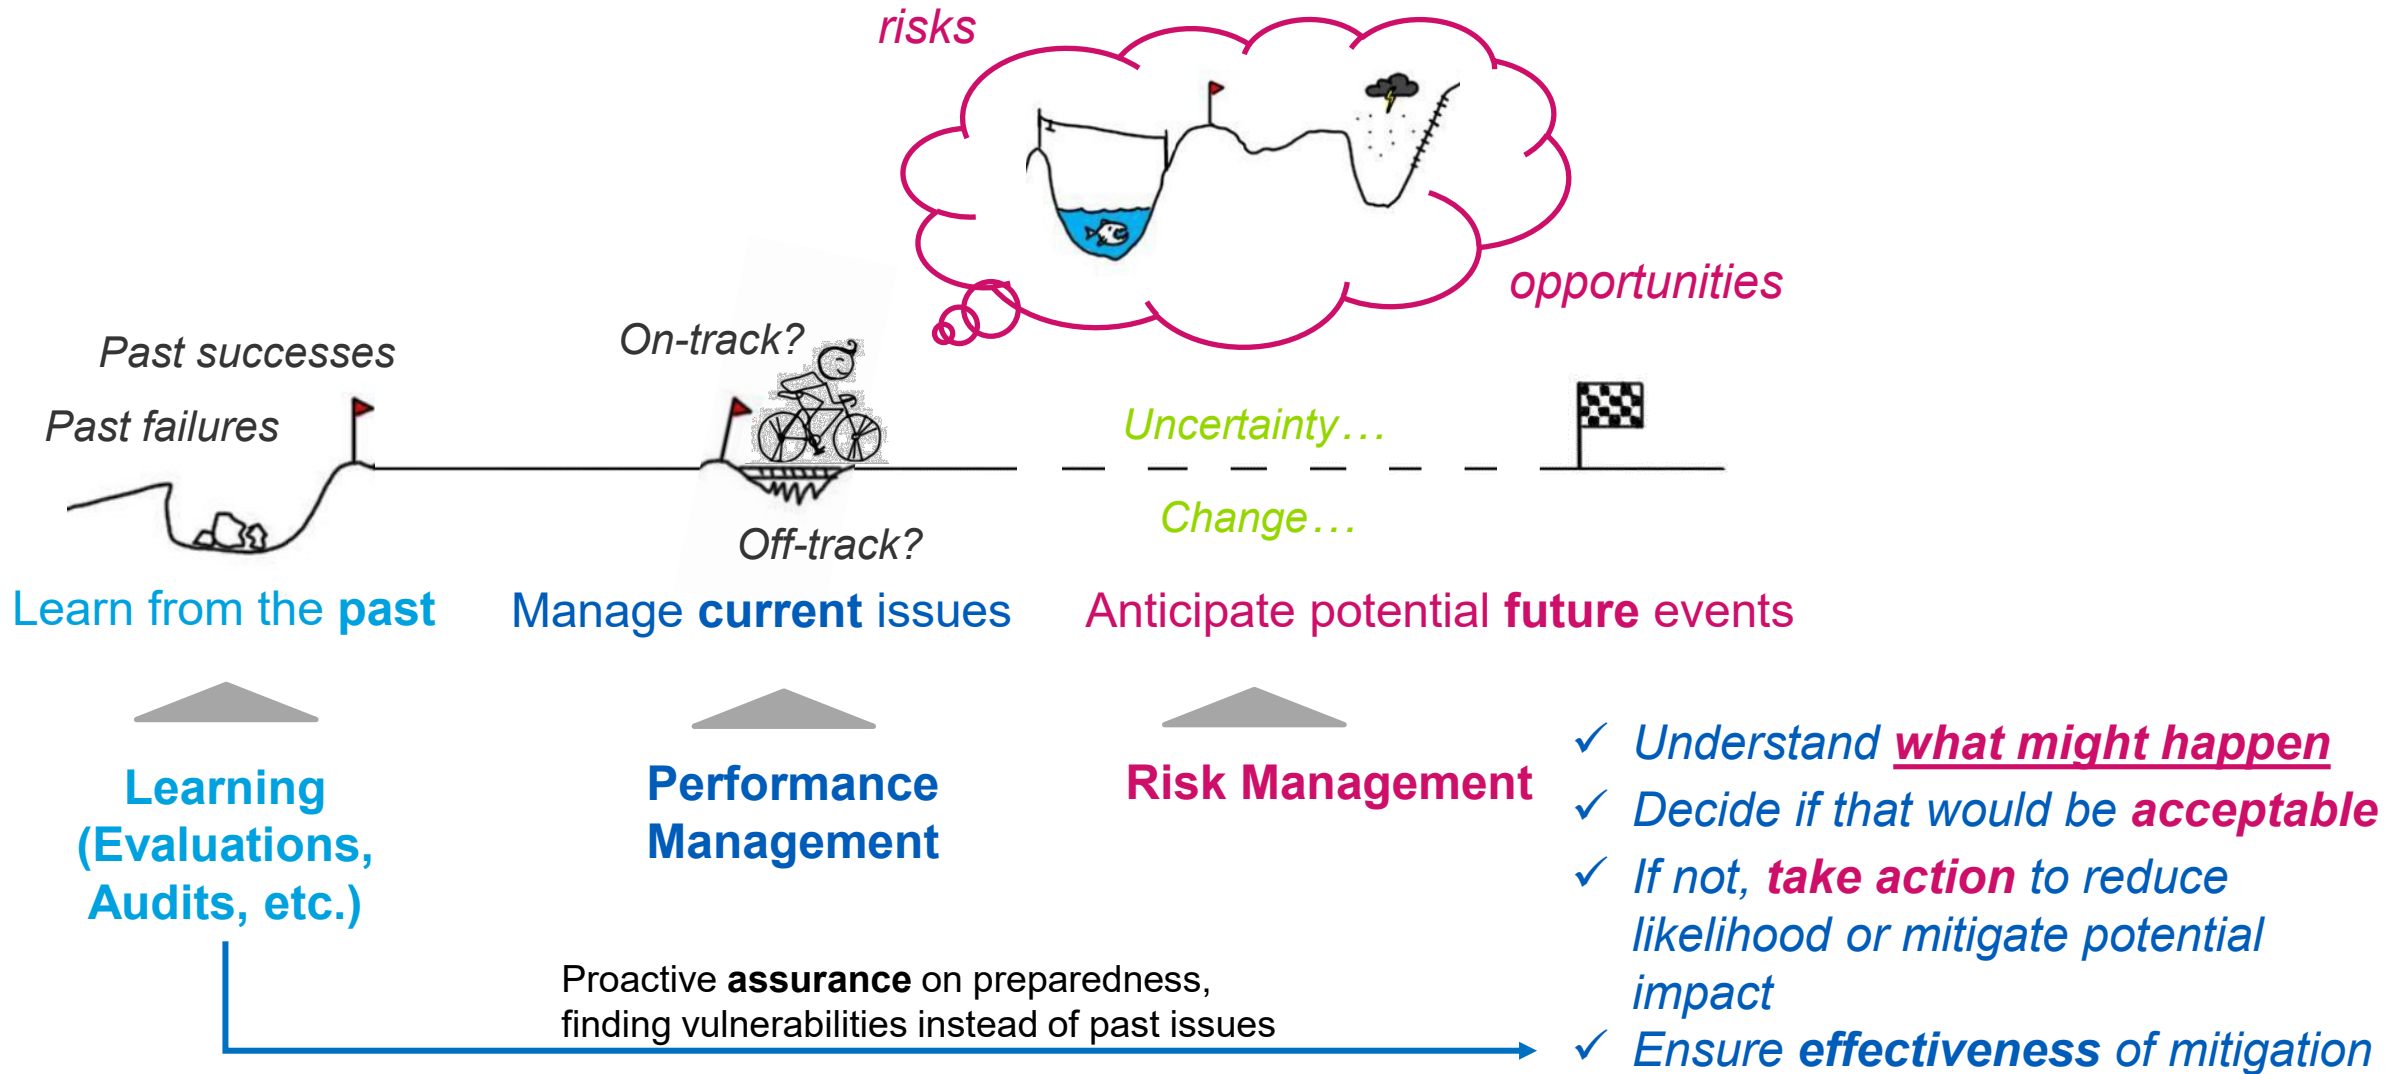 risks
opportunities
Past successes
Past failures
On-track?
Off-track?
Uncertainty…
Change…
Learn from the past
Manage current issues
Anticipate potential future events
Learning
(Evaluations,
Audits, etc.)
Performance
Management
Risk Management
✓ Understand what might happen
✓ Decide if that would be acceptable
✓ If not, take action to reduce
likelihood or mitigate potential
impact
✓ Ensure effectiveness of mitigation
Proactive assurance on preparedness,
finding vulnerabilities instead of past issues